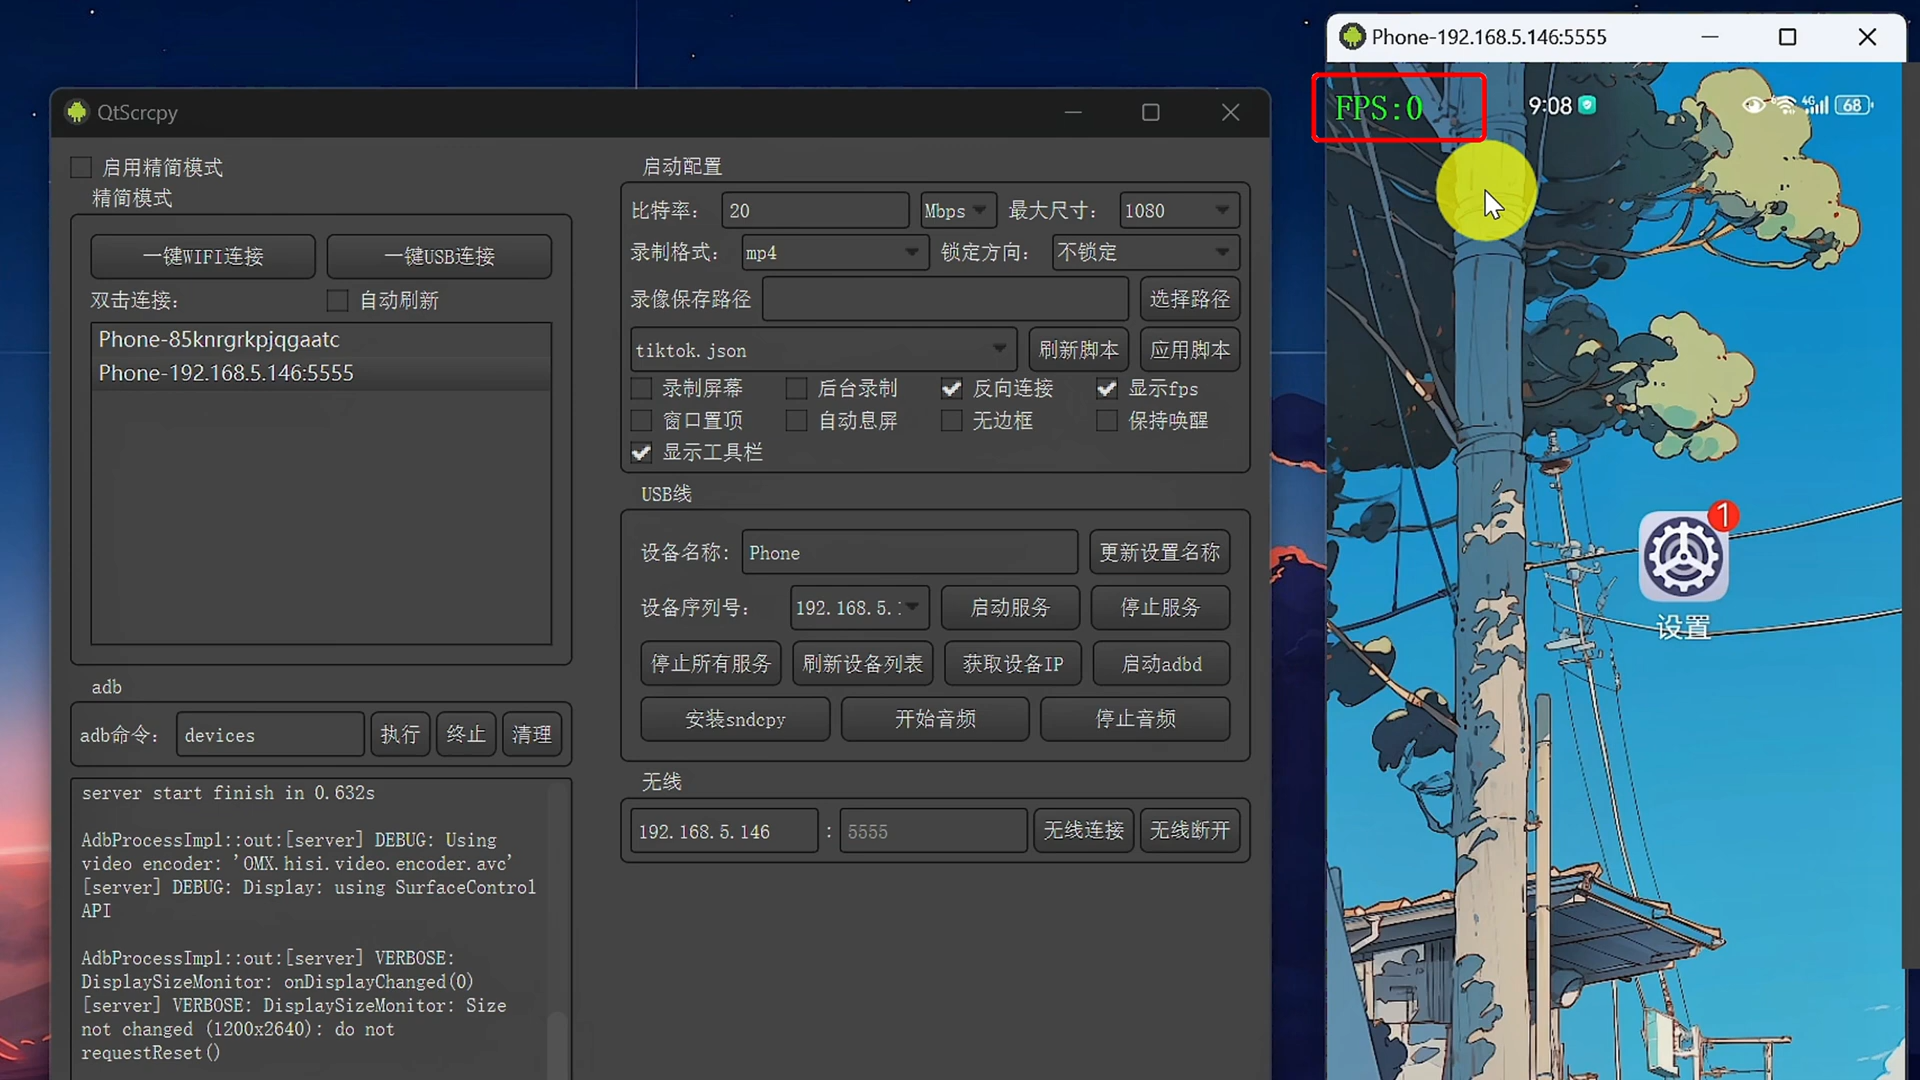 QtScrcpy
启用精简模式
精简模式
一键WIFI连接
一键USB连接
双击连接:
自动刷新
Phone-85knrgrkpjqgaatc
Phone-192.168.5.146:5555
adb
adb命令:
devices
执行
终止
清理
server start finish in 0.632s
AdbProcessImpl::out:[server] DEBUG: Using
video encoder: 'OMX.hisi.video.encoder.avc'
[server] DEBUG: Display: using SurfaceControl
API
AdbProcessImpl::out:[server] VERBOSE:
DisplaySizeMonitor: onDisplayChanged(0)
[server] VERBOSE: DisplaySizeMonitor: Size
not changed (1200x2640): do not
requestReset()
启动配置
比特率:
20
Mbps
最大尺寸:
1080
录制格式:
mp4
锁定方向:
不锁定
录像保存路径
选择路径
tiktok.json
刷新脚本
应用脚本
录制屏幕
后台录制
反向连接
显示fps
窗口置顶
自动息屏
无边框
保持唤醒
显示工具栏
USB线
设备名称:
Phone
更新设置名称
设备序列号:
192.168.5.
启动服务
停止服务
停止所有服务
刷新设备列表
获取设备IP
启动adbd
安装sndcpy
开始音频
停止音频
无线
192.168.5.146
:
5555
无线连接
无线断开
Phone-192.168.5.146:5555
FPS:0
9:08
4G
68
1
设置